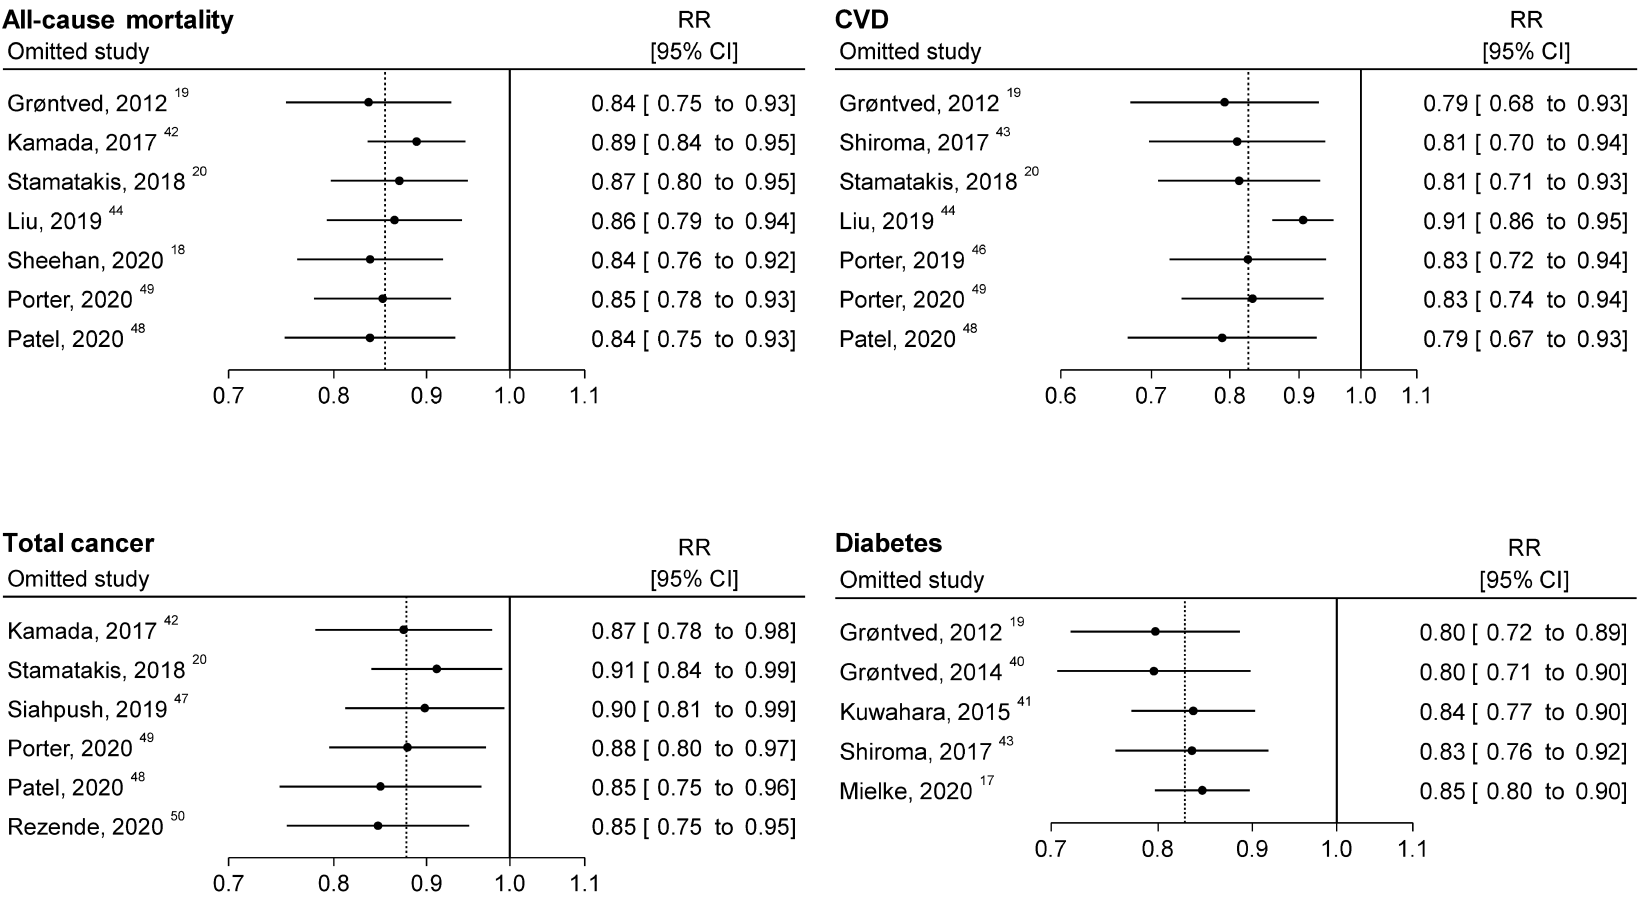 All-cause mortality RR
Omitted study [95% CI]
Grøntved, 2012 19 0.84 [ 0.75 to 0.93]
Kamada, 2017 42 0.89 [ 0.84 to 0.95]
Stamatakis, 2018 20 0.87 [ 0.80 to 0.95]
Liu, 2019 44 0.86 [ 0.79 to 0.94]
Sheehan, 2020 18 0.84 [ 0.76 to 0.92]
Porter, 2020 49 0.85 [ 0.78 to 0.93]
Patel, 2020 48 0.84 [ 0.75 to 0.93]
0.7 0.8 0.9 1.0 1.1
CVD RR
Omitted study [95% CI]
Grøntved, 2012 19 0.79 [ 0.68 to 0.93]
Shiroma, 2017 43 0.81 [ 0.70 to 0.94]
Stamatakis, 2018 20 0.81 [ 0.71 to 0.93]
Liu, 2019 44 0.91 [ 0.86 to 0.95]
Porter, 2019 46 0.83 [ 0.72 to 0.94]
Porter, 2020 49 0.83 [ 0.74 to 0.94]
Patel, 2020 48 0.79 [ 0.67 to 0.93]
0.6 0.7 0.8 0.9 1.0 1.1
Total cancer RR
Omitted study [95% CI]
Kamada, 2017 42 0.87 [ 0.78 to 0.98]
Stamatakis, 2018 20 0.91 [ 0.84 to 0.99]
Siahpush, 2019 47 0.90 [ 0.81 to 0.99]
Porter, 2020 49 0.88 [ 0.80 to 0.97]
Patel, 2020 48 0.85 [ 0.75 to 0.96]
Rezende, 2020 50 0.85 [ 0.75 to 0.95]
0.7 0.8 0.9 1.0 1.1
Diabetes RR
Omitted study [95% CI]
Grøntved, 2012 19 0.80 [ 0.72 to 0.89]
Grøntved, 2014 40 0.80 [ 0.71 to 0.90]
Kuwahara, 2015 41 0.84 [ 0.77 to 0.90]
Shiroma, 2017 43 0.83 [ 0.76 to 0.92]
Mielke, 2020 17 0.85 [ 0.80 to 0.90]
0.7 0.8 0.9 1.0 1.1